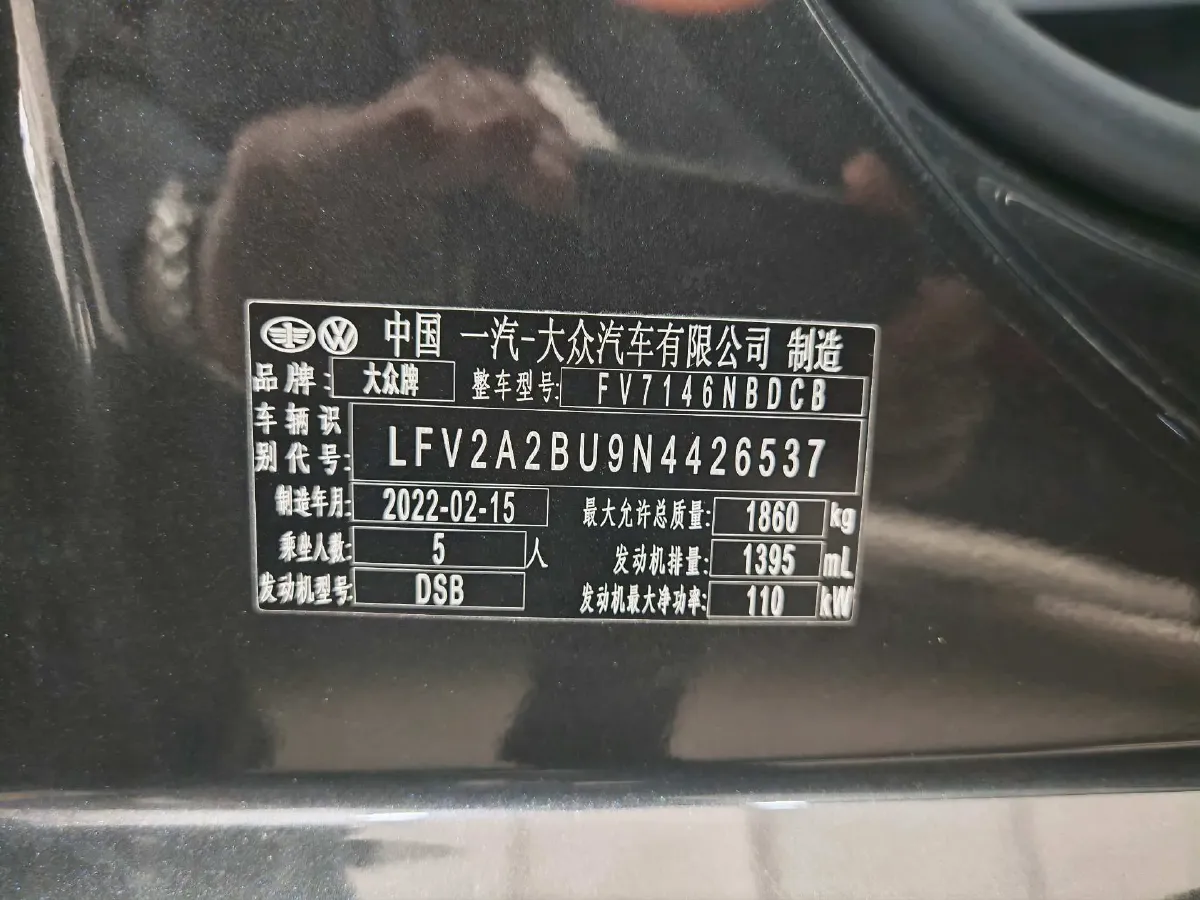 中国 一汽-大众汽车有限公司 制造
品牌: 大众牌 整车型号: FV7146NBDCB
车辆识别代号: LFV2A2BU9N4426537
制造年月: 2022-02-15 最大允许总质量: 1860 kg
乘坐人数: 5 人 发动机排量: 1395 mL
发动机型号: DSB 发动机最大净功率: 110 kW